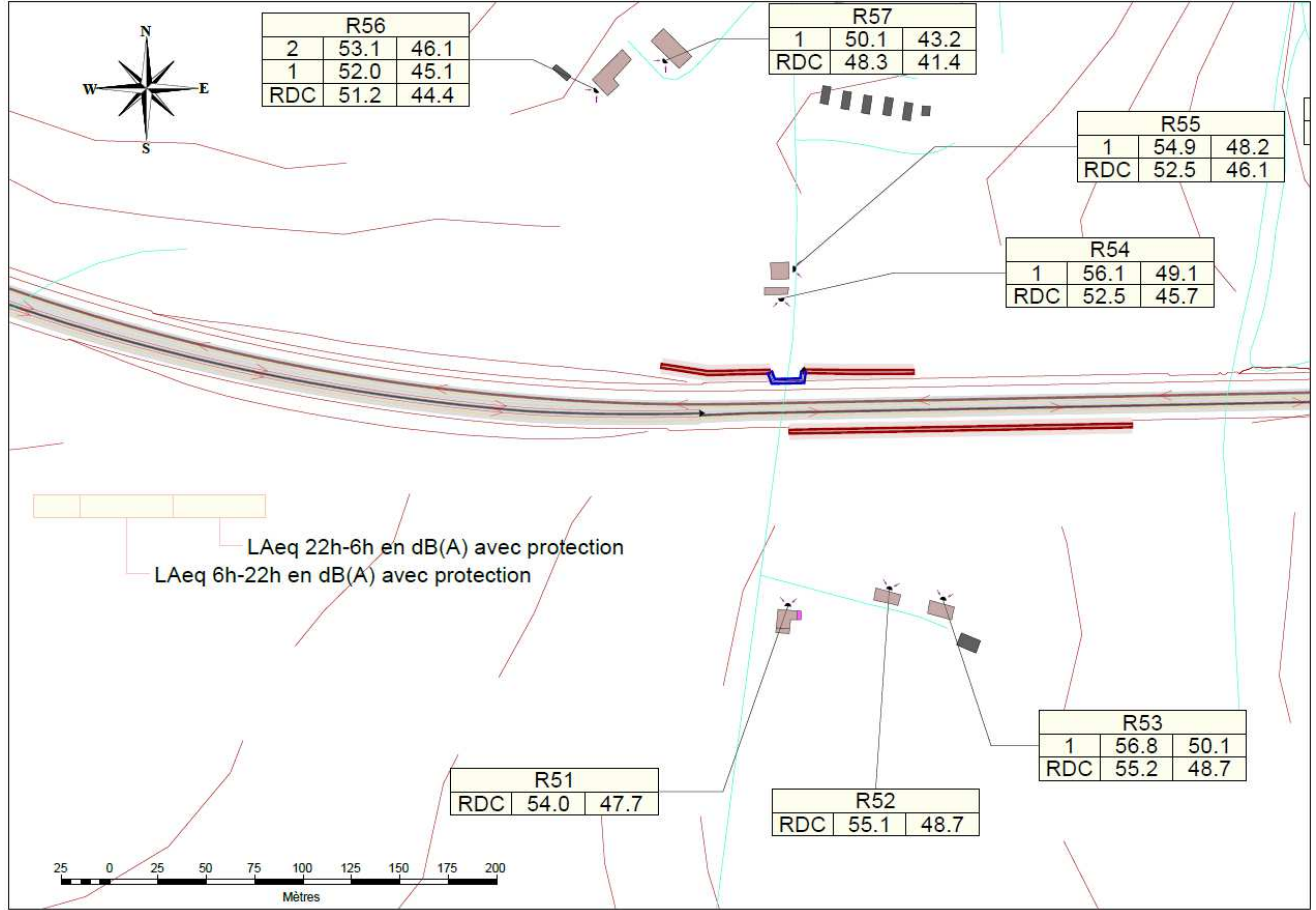 N
W E
S
R56
2 53.1 46.1
1 52.0 45.1
RDC 51.2 44.4
R57
1 50.1 43.2
RDC 48.3 41.4
R55
1 54.9 48.2
RDC 52.5 46.1
R54
1 56.1 49.1
RDC 52.5 45.7
LAeq 22h-6h en dB(A) avec protection
LAeq 6h-22h en dB(A) avec protection
R53
1 56.8 50.1
RDC 55.2 48.7
R51
RDC 54.0 47.7
R52
RDC 55.1 48.7
25 0 25 50 75 100 125 150 175 200
Mètres